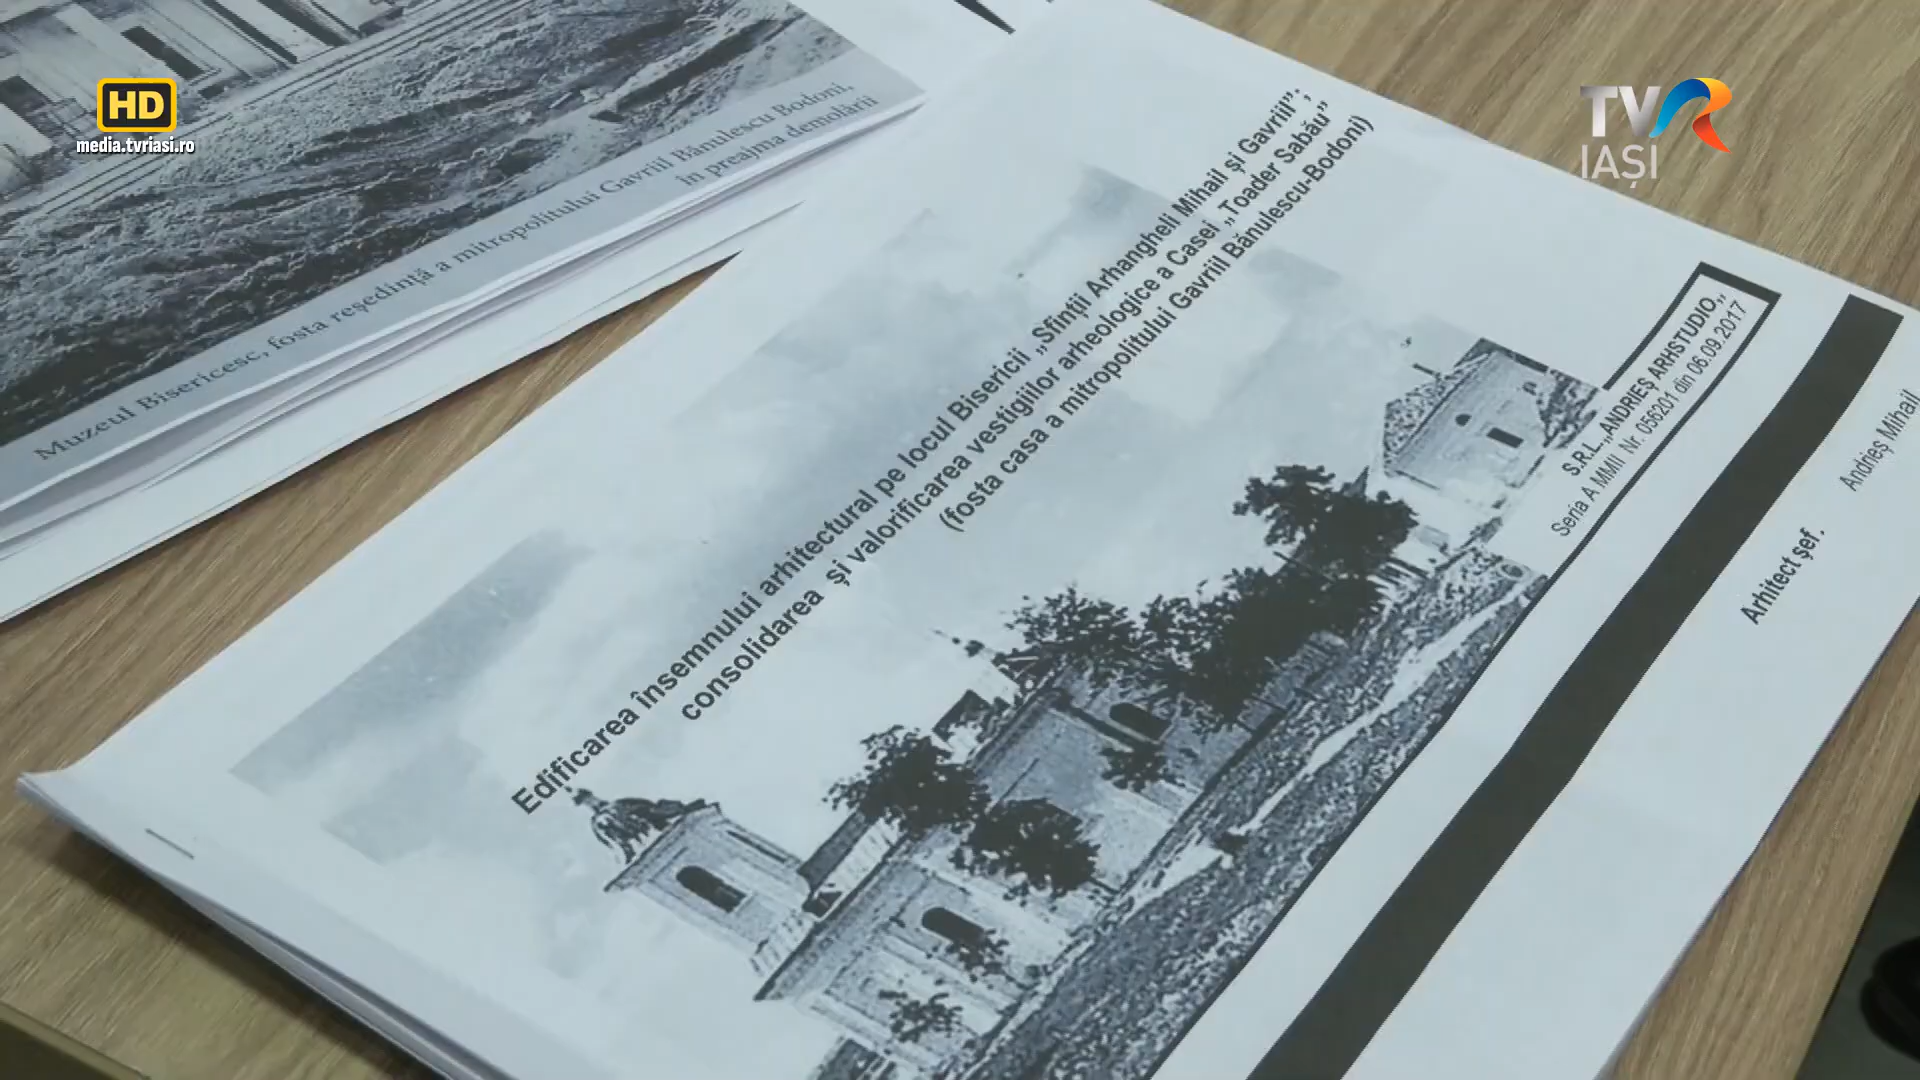 HD
media.tvriasi.ro
TVR
IAȘI
Muzeul Bisericesc, fosta reședință a mitropolitului Gavriil Bănulescu Bodoni,
în preajma demolării
Edificarea însemnului arhitectural pe locul Bisericii „Sfinții Arhangheli Mihail și Gavriil”;
consolidarea și valorificarea vestigiilor arheologice a Casei „Toader Sabău”
(fosta casa a mitropolitului Gavriil Bănulescu-Bodoni)
S.R.L. „ANDRIEȘ ARHSTUDIO„
Seria A MMII Nr. 056201 din 06.09.2017
Arhitect șef.
Andrieș Mihail